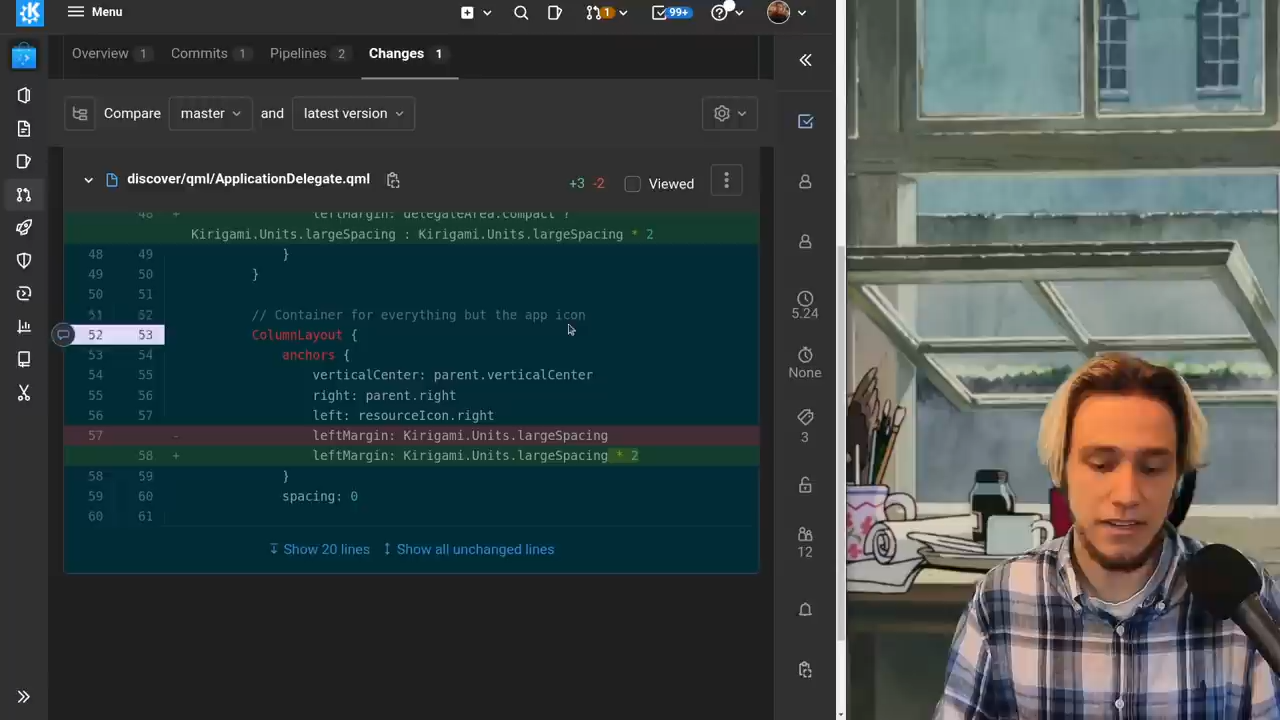 Menu
1
99+
Overview 1 Commits 1 Pipelines 2 Changes 1
Compare master and latest version
discover/qml/ApplicationDelegate.qml +3 -2 Viewed
48 + leftMargin: delegateArea.compact ?
Kirigami.Units.largeSpacing : Kirigami.Units.largeSpacing * 2
48 49 }
49 50 }
50 51
51 52 // Container for everything but the app icon
52 53 ColumnLayout {
53 54 anchors {
54 55 verticalCenter: parent.verticalCenter
55 56 right: parent.right
56 57 left: resourceIcon.right
57 - leftMargin: Kirigami.Units.largeSpacing
58 + leftMargin: Kirigami.Units.largeSpacing * 2
58 59 }
59 60 spacing: 0
60 61
Show 20 lines Show all unchanged lines
5.24
None
3
12